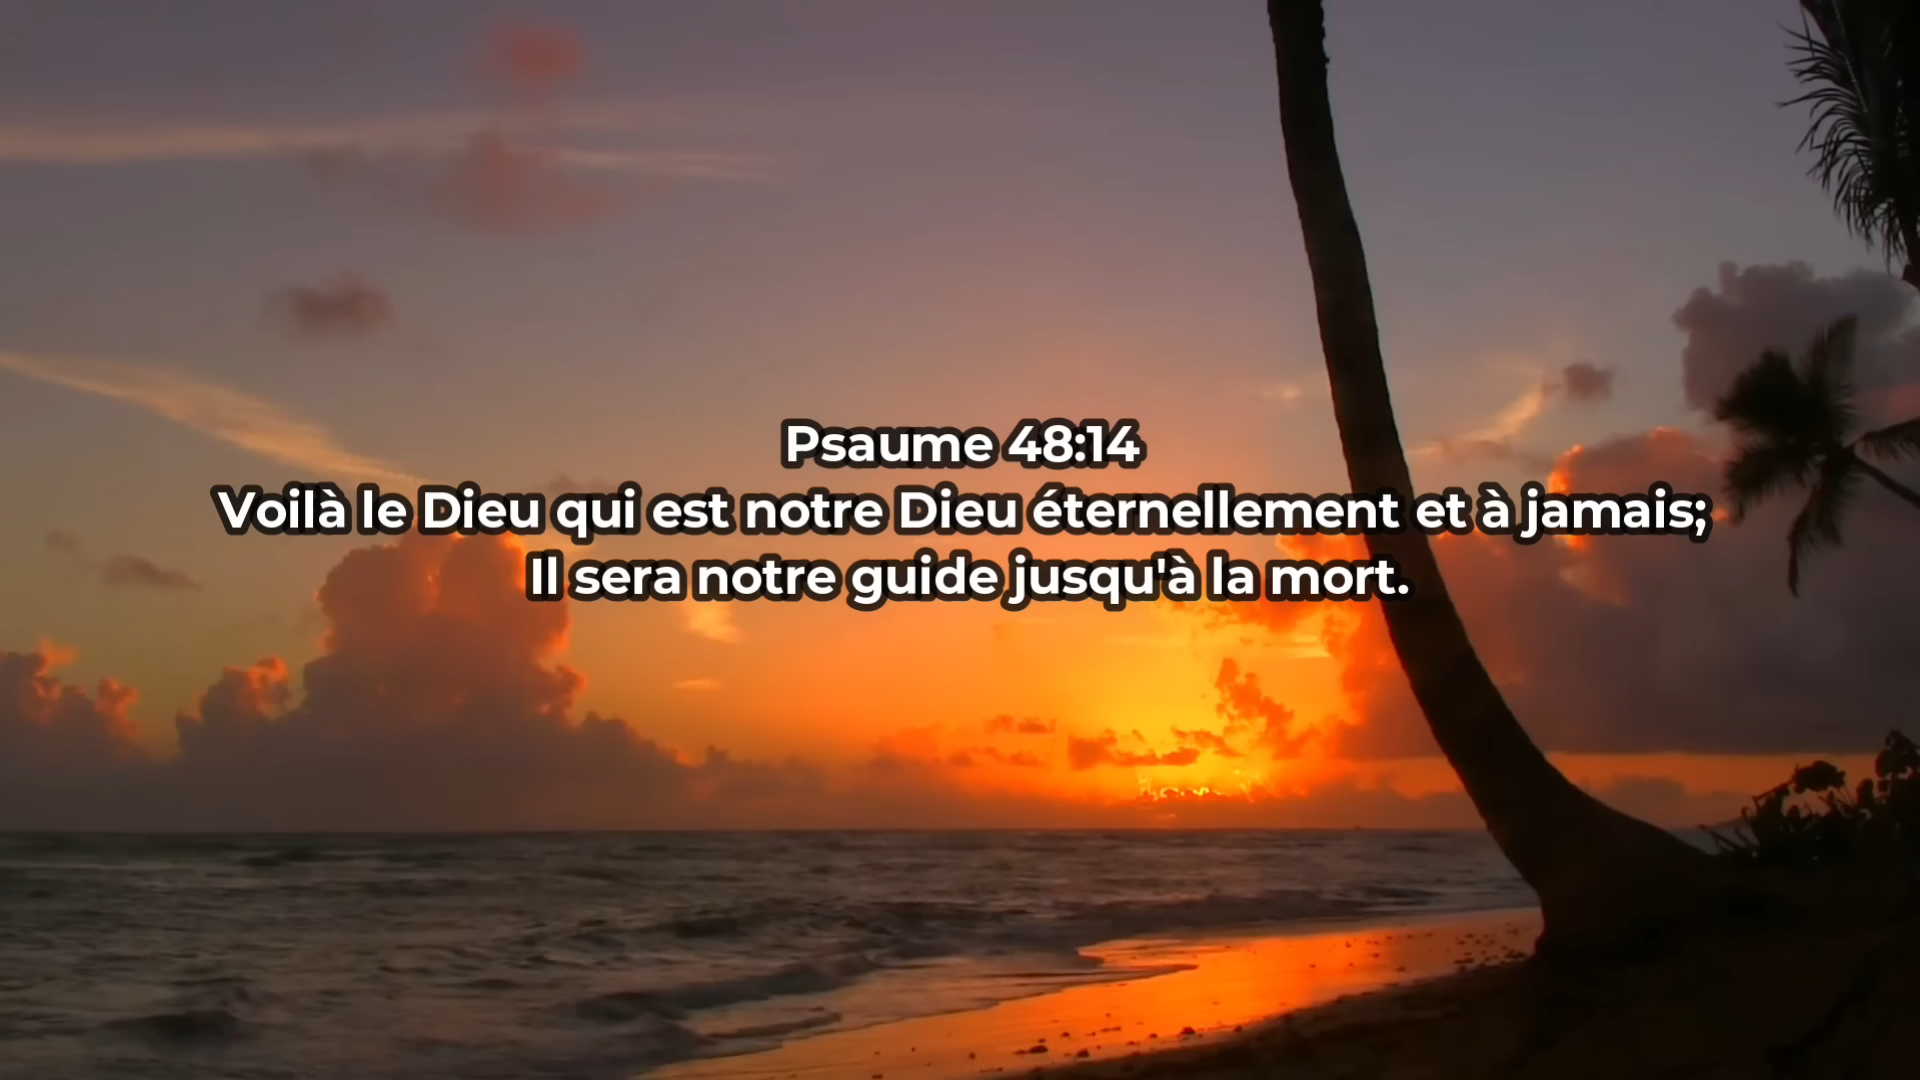 Psaume 48:14
Voilà le Dieu qui est notre Dieu éternellement et à jamais;
Il sera notre guide jusqu'à la mort.